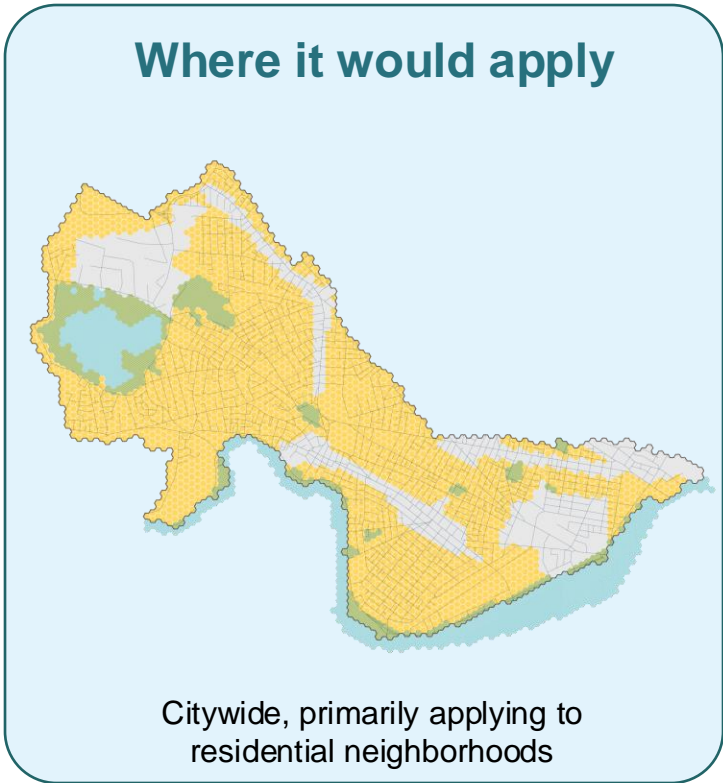 Where it would apply
Citywide, primarily applying to
residential neighborhoods